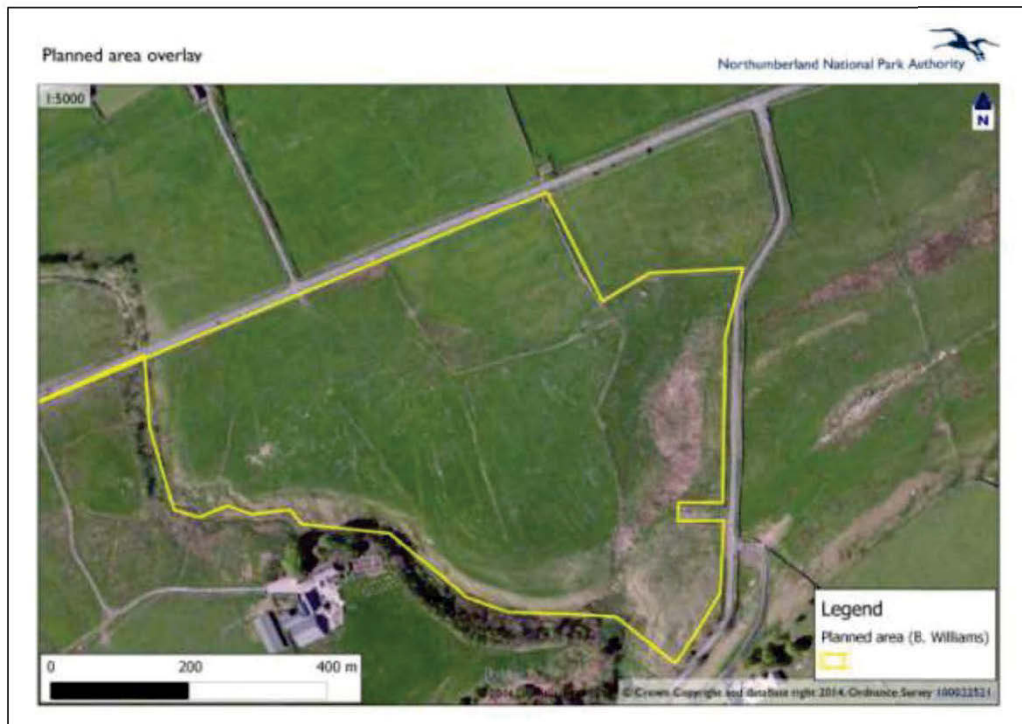 Planned area overlay
Northumberland National Park Authority
1:5000
N
Legend
Planned area (B. Williams)
0 200 400 m
© Crown Copyright and database right 2014. Ordnance Survey 100022521